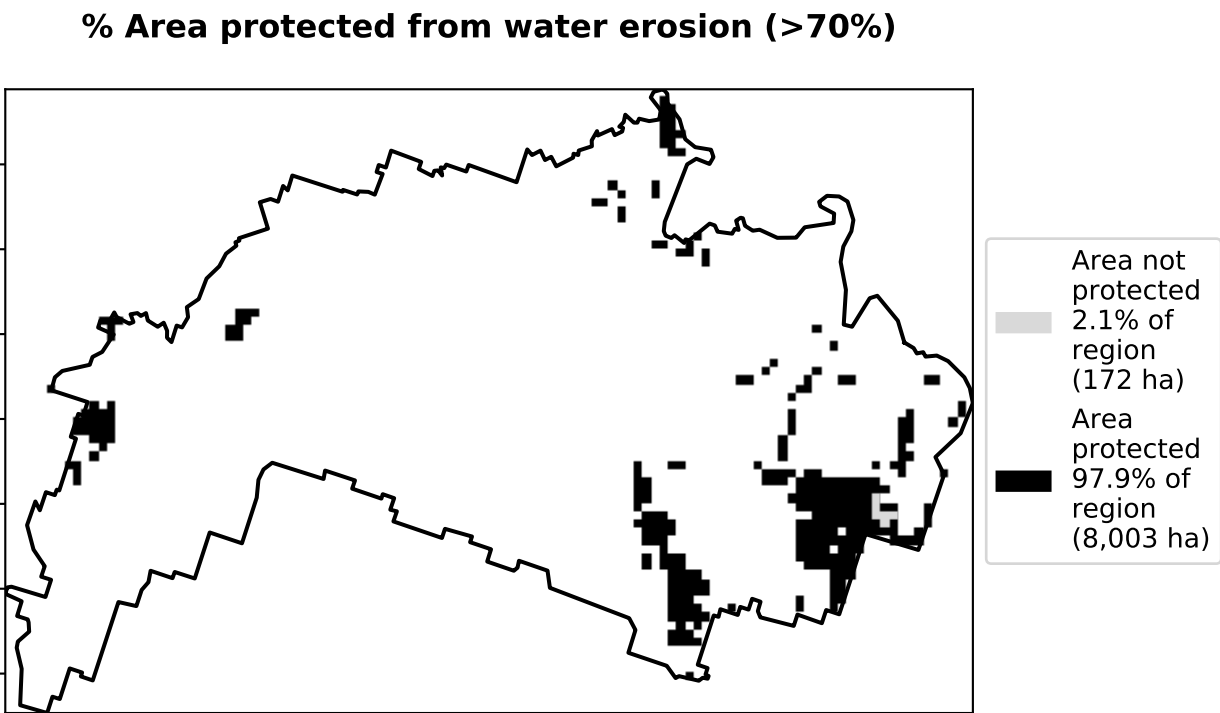 % Area protected from water erosion (>70%)
Area not
protected
2.1% of
region
(172 ha)
Area
protected
97.9% of
region
(8,003 ha)